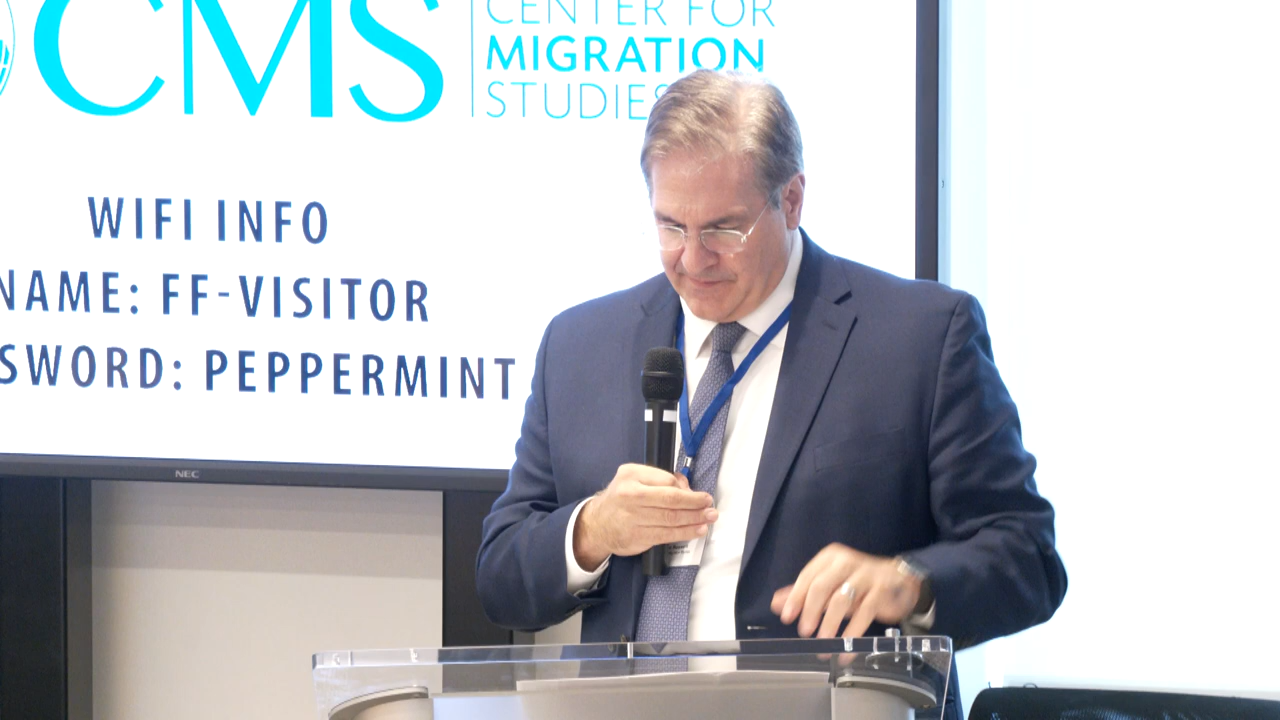 CMS
CENTER FOR
MIGRATION
STUDIES
WIFI INFO
NAME: FF-VISITOR
SWORD: PEPPERMINT
NEC